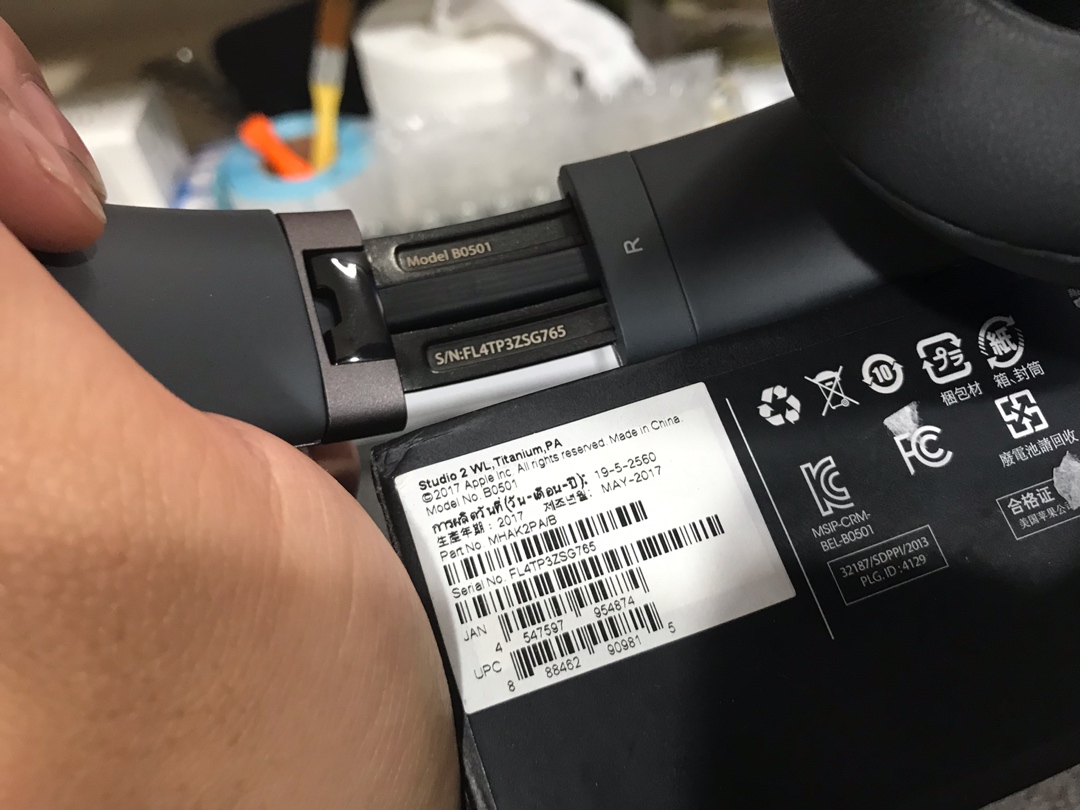 Model B0501
S/N:FL4TP3ZSG765
R
Studio 2 WL,Titanium,PA
©2017 Apple Inc. All rights reserved. Made in China.
Model No. B0501
การผลิตวันที่(วัน-เดือน-ปี): 19-5-2560
生產年期 : 2017 제조년월: MAY-2017
Part No. MHAK2PA/B
Serial No. FL4TP3ZSG765
JAN
4 547597 954874
UPC
8 88462 90981 5
10
プラ
梱包材
紙
箱、封筒
FC
廢電池請回收
MSIP-CRM-
BEL-B0501
32187/SDPPI/2013
PLG. ID : 4129
合格证